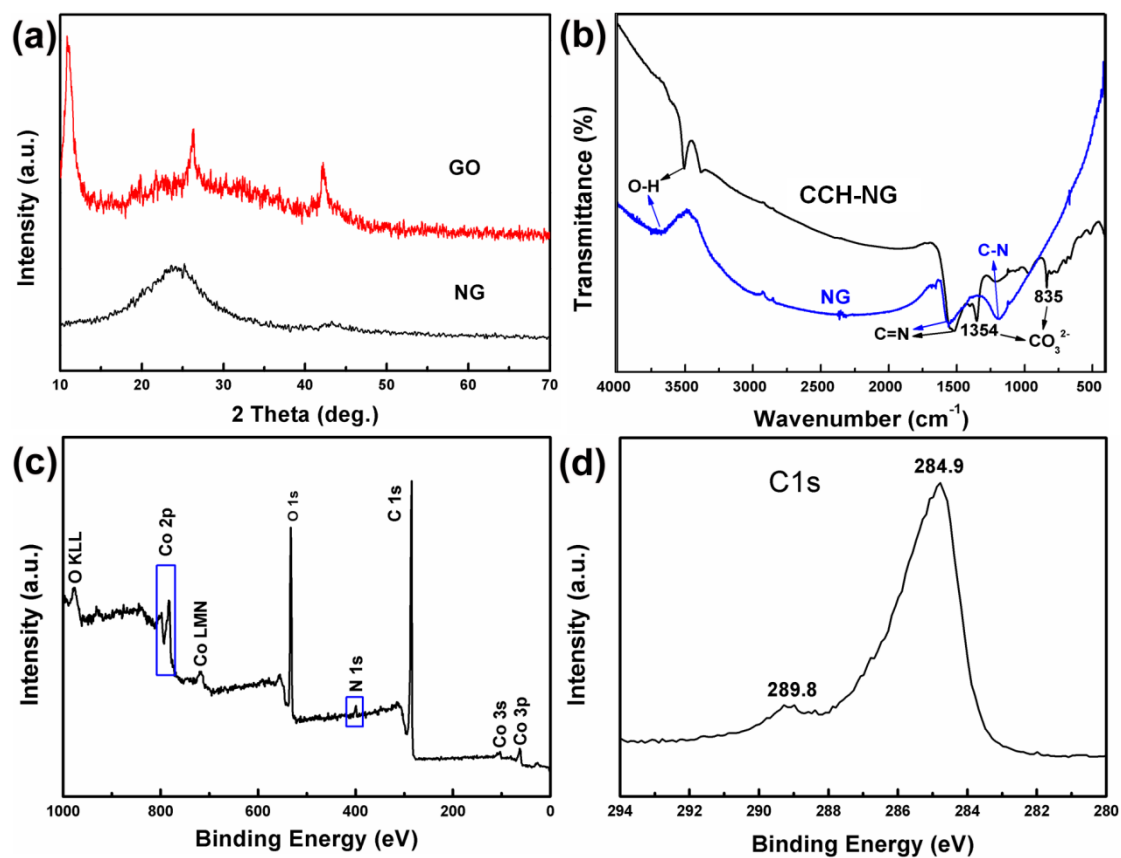 (a)
Intensity (a.u.)
GO
NG
10 20 30 40 50 60 70
2 Theta (deg.)
(b)
Transmittance (%)
O-H
CCH-NG
C-N
NG
835
C=N
1354
CO₃²⁻
4000 3500 3000 2500 2000 1500 1000 500
Wavenumber (cm⁻¹)
(c)
Intensity (a.u.)
O KLL
Co 2p
Co LMN
O 1s
N 1s
C 1s
Co 3s
Co 3p
1000 800 600 400 200 0
Binding Energy (eV)
(d)
Intensity (a.u.)
C1s
284.9
289.8
294 292 290 288 286 284 282 280
Binding Energy (eV)